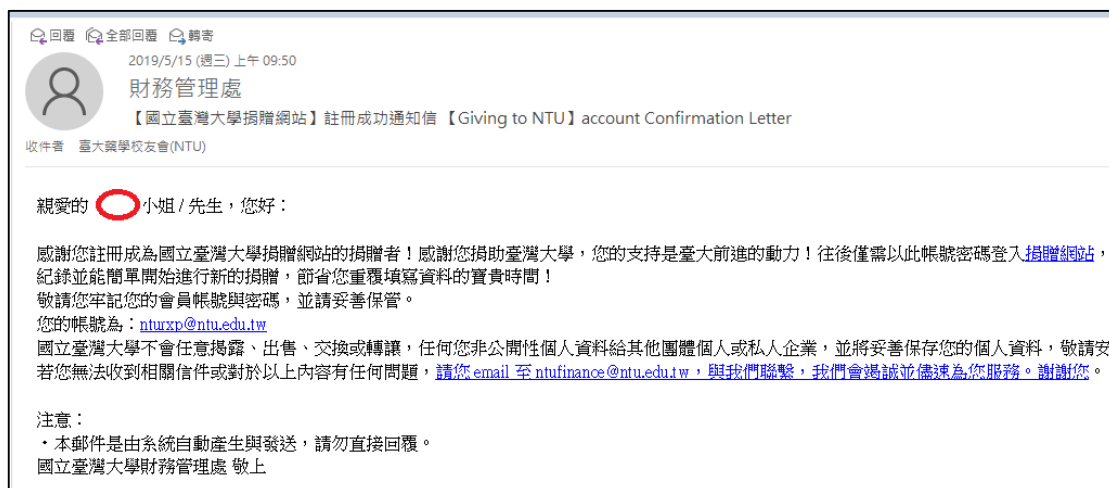 回覆 全部回覆 轉寄
2019/5/15 (週三) 上午 09:50
財務管理處
【國立臺灣大學捐贈網站】註冊成功通知信 【Giving to NTU】account Confirmation Letter
收件者 臺大藥學校友會(NTU)
親愛的 小姐 / 先生，您好：
感謝您註冊成為國立臺灣大學捐贈網站的捐贈者！感謝您捐助臺灣大學，您的支持是臺大前進的動力！往後僅需以此帳號密碼登入捐贈網站，
紀錄並能簡單開始進行新的捐贈，節省您重覆填寫資料的寶貴時間！
敬請您牢記您的會員帳號與密碼，並請妥善保管。
您的帳號為：nturxp@ntu.edu.tw
國立臺灣大學不會任意揭露、出售、交換或轉讓，任何您非公開性個人資料給其他團體個人或私人企業，並將妥善保存您的個人資料，敬請安
若您無法收到相關信件或對於以上內容有任何問題，請您 email 至 ntufinance@ntu.edu.tw，與我們聯繫，我們會竭誠並儘速為您服務。謝謝您。
注意：
・本郵件是由系統自動產生與發送，請勿直接回覆。
國立臺灣大學財務管理處 敬上